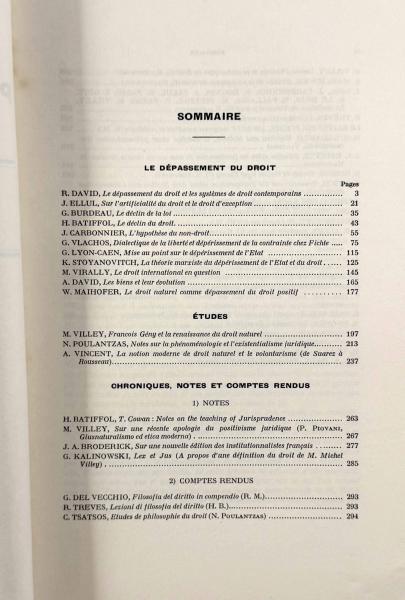 SOMMAIRE
LE DÉPASSEMENT DU DROIT
Pages
R. DAVID, Le dépassement du droit et les systèmes de droit contemporains ............... 3
J. ELLUL, Sur l'artificialité du droit et le droit d'exception ............... 21
G. BURDEAU, Le déclin de la loi ............... 35
H. BATIFFOL, Le déclin du droit ............... 43
J. CARBONNIER, L'hypothèse du non-droit ............... 55
G. VLACHOS, Dialectique de la liberté et dépérissement de la contrainte chez Fichte ..... 75
G. LYON-CAEN, Mise au point sur le dépérissement de l'Etat ............... 115
K. STOYANOVITCH, La théorie marxiste du dépérissement de l'Etat et du droit ..... 125
M. VIRALLY, Le droit international en question ............... 145
A. DAVID, Les biens et leur évolution ............... 165
W. MAIHOFER, Le droit naturel comme dépassement du droit positif .......... 177
ÉTUDES
M. VILLEY, Francois Gény et la renaissance du droit naturel ............... 197
N. POULANTZAS, Notes sur la phénoménologie et l'existentialisme juridique ............... 213
A. VINCENT, La notion moderne de droit naturel et le volontarisme (de Suarez à
Rousseau) ............... 237
CHRONIQUES, NOTES ET COMPTES RENDUS
1) NOTES
H. BATIFFOL, T. Cowan : Notes on the teaching of Jurisprudence ............... 263
M. VILLEY, Sur une récente apologie du positivisme juridique (P. PIOVANI,
Giusnaturalismo ed etica moderna) ............... 267
J. A. BRODERICK, Sur une nouvelle édition des institutionnalistes français ..... 277
G. KALINOWSKI, Lex et Jus (A propos d'une définition du droit de M. Michel
Villey) ............... 285
2) COMPTES RENDUS
G. DEL VECCHIO, Filosofia del diritto in compendio (R. M.) ............... 293
R. TREVES, Lezioni di filosofia del diritto (H. B.) ............... 293
C. TSATSOS, Etudes de philosophie du droit (N. POULANTZAS) ............... 294